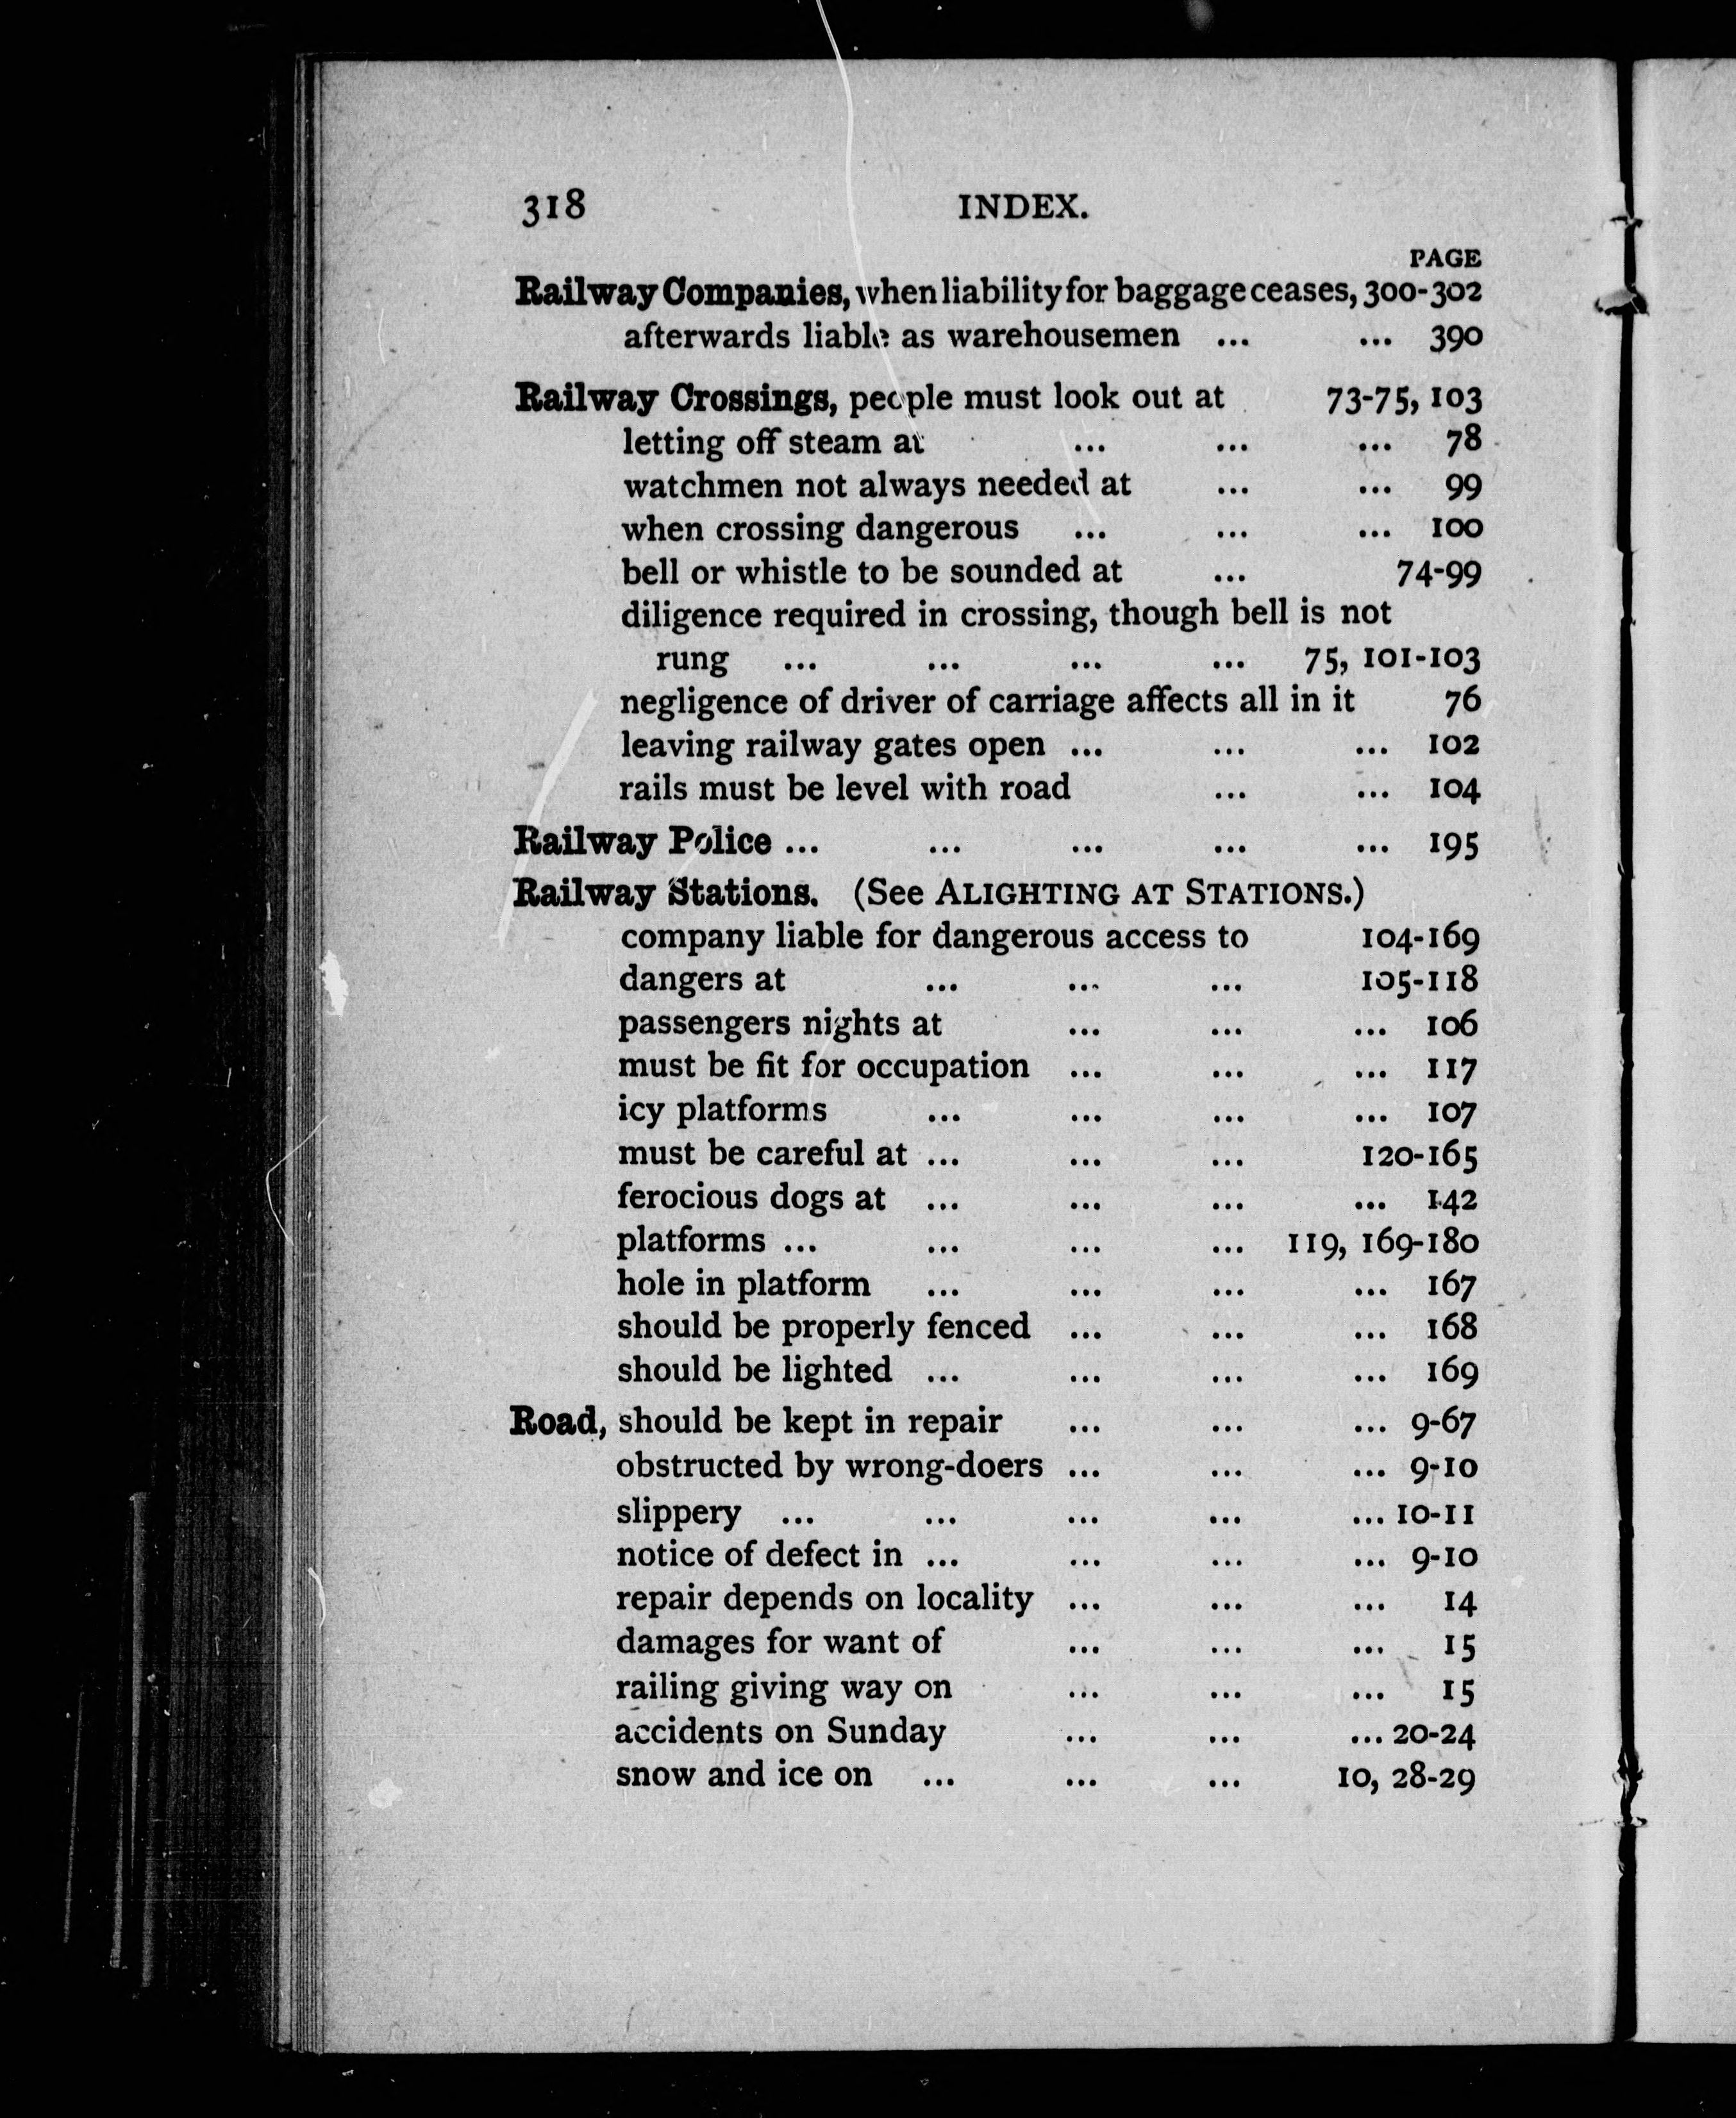 318 INDEX.
PAGE
Railway Companies, when liability for baggage ceases, 300-302
afterwards liable as warehousemen ... ... 390
Railway Crossings, people must look out at 73-75, 103
letting off steam at ... ... ... 78
watchmen not always needed at ... ... 99
when crossing dangerous ... ... ... 100
bell or whistle to be sounded at ... 74-99
diligence required in crossing, though bell is not
rung ... ... ... ... 75, 101-103
negligence of driver of carriage affects all in it 76
leaving railway gates open ... ... ... 102
rails must be level with road ... ... 104
Railway Police ... ... ... ... ... 195
Railway Stations. (See ALIGHTING AT STATIONS.)
company liable for dangerous access to 104-169
dangers at ... ... ... 105-118
passengers nights at ... ... ... 106
must be fit for occupation ... ... ... 117
icy platforms ... ... ... ... 107
must be careful at ... ... ... 120-165
ferocious dogs at ... ... ... ... 142
platforms ... ... ... ... 119, 169-180
hole in platform ... ... ... ... 167
should be properly fenced ... ... ... 168
should be lighted ... ... ... ... 169
Road, should be kept in repair ... ... ... 9-67
obstructed by wrong-doers ... ... ... 9-10
slippery ... ... ... ... ... 10-11
notice of defect in ... ... ... ... 9-10
repair depends on locality ... ... ... 14
damages for want of ... ... ... 15
railing giving way on ... ... ... 15
accidents on Sunday ... ... ... 20-24
snow and ice on ... ... ... 10, 28-29